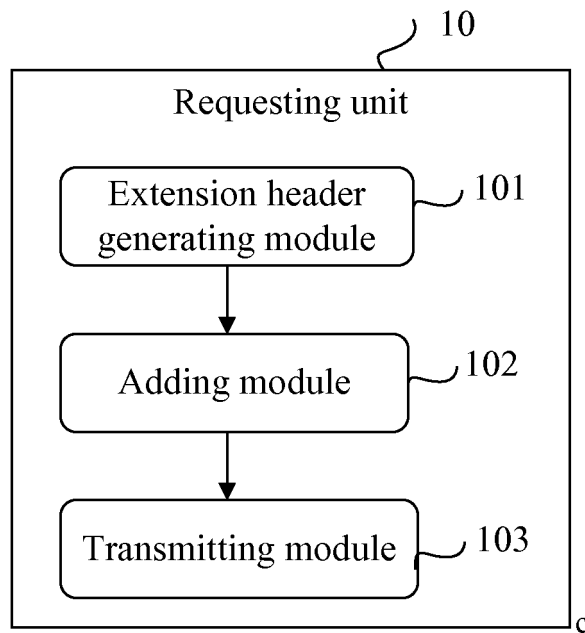 10
Requesting unit
Extension header
generating module
101
Adding module
102
Transmitting module
103